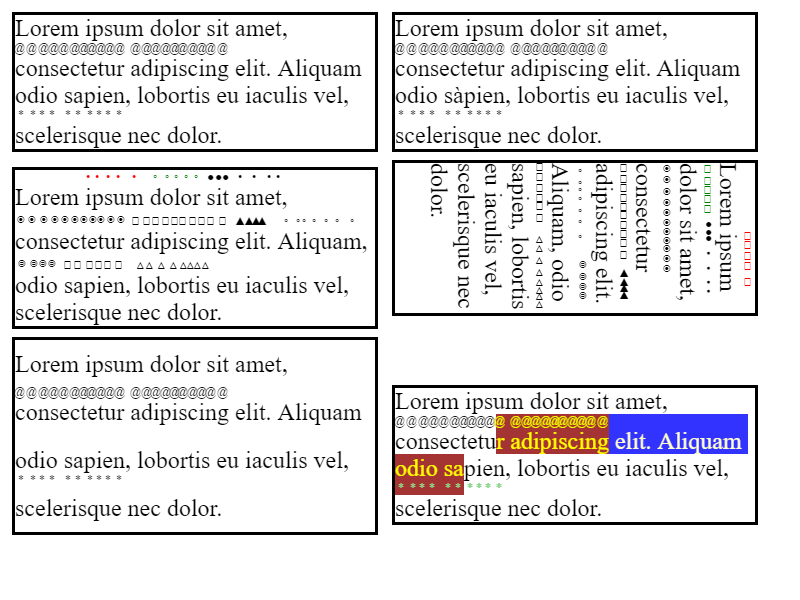 Lorem ipsum dolor sit amet,
consectetur adipiscing elit. Aliquam
odio sapien, lobortis eu iaculis vel,
scelerisque nec dolor.
Lorem ipsum dolor sit amet,
consectetur adipiscing elit. Aliquam
odio sàpien, lobortis eu iaculis vel,
scelerisque nec dolor.
Lorem ipsum dolor sit amet,
consectetur adipiscing elit. Aliquam,
odio sapien, lobortis eu iaculis vel,
scelerisque nec dolor.
Lorem ipsum
dolor sit amet,
consectetur
adipiscing elit.
Aliquam, odio
sapien, lobortis
eu iaculis vel,
scelerisque nec
dolor.
Lorem ipsum dolor sit amet,
consectetur adipiscing elit. Aliquam
odio sapien, lobortis eu iaculis vel,
scelerisque nec dolor.
Lorem ipsum dolor sit amet,
consectetur adipiscing elit. Aliquam
odio sapien, lobortis eu iaculis vel,
scelerisque nec dolor.